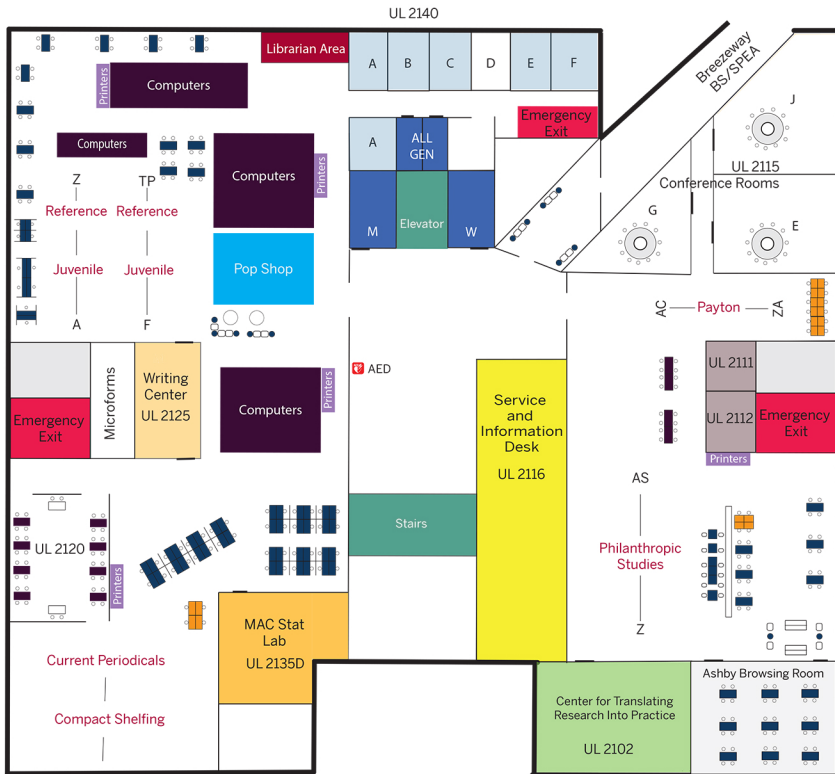 UL 2140
Librarian Area
A
B
C
D
E
F
Breezeway
BS/SPEA
Printers
Computers
Emergency
Exit
J
Computers
A
ALL
GEN
Computers
Printers
UL 2115
Conference Rooms
Z
TP
Reference
Reference
G
E
M
Elevator
W
Pop Shop
Juvenile
Juvenile
A
F
AC
Payton
ZA
AED
UL 2111
Emergency
Exit
Microforms
Writing
Center
UL 2125
Computers
Printers
Service
and
Information
Desk
UL 2116
UL 2112
Emergency
Exit
Printers
AS
Stairs
UL 2120
Printers
Philanthropic
Studies
Z
MAC Stat
Lab
UL 2135D
Current Periodicals
Compact Shelfing
Center for Translating
Research Into Practice
UL 2102
Ashby Browsing Room